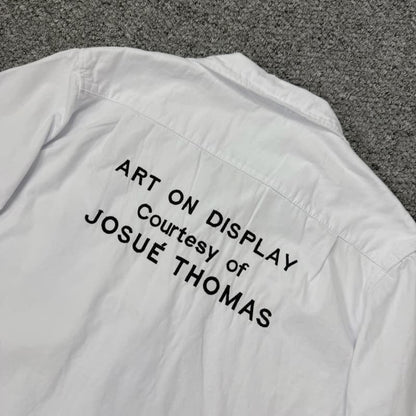 ART ON DISPLAY
Courtesy of
JOSUÉ THOMAS